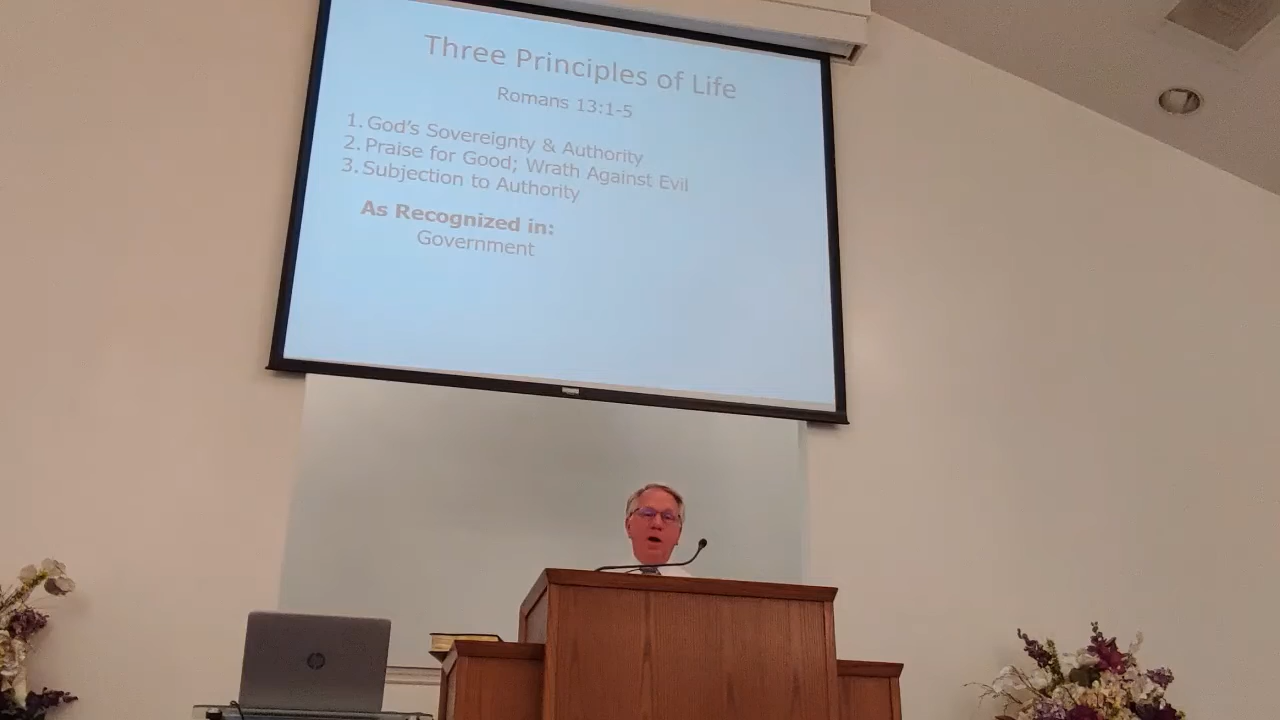 Three Principles of Life
Romans 13:1-5
1. God's Sovereignty & Authority
2. Praise for Good; Wrath Against Evil
3. Subjection to Authority
As Recognized in:
Government
hp